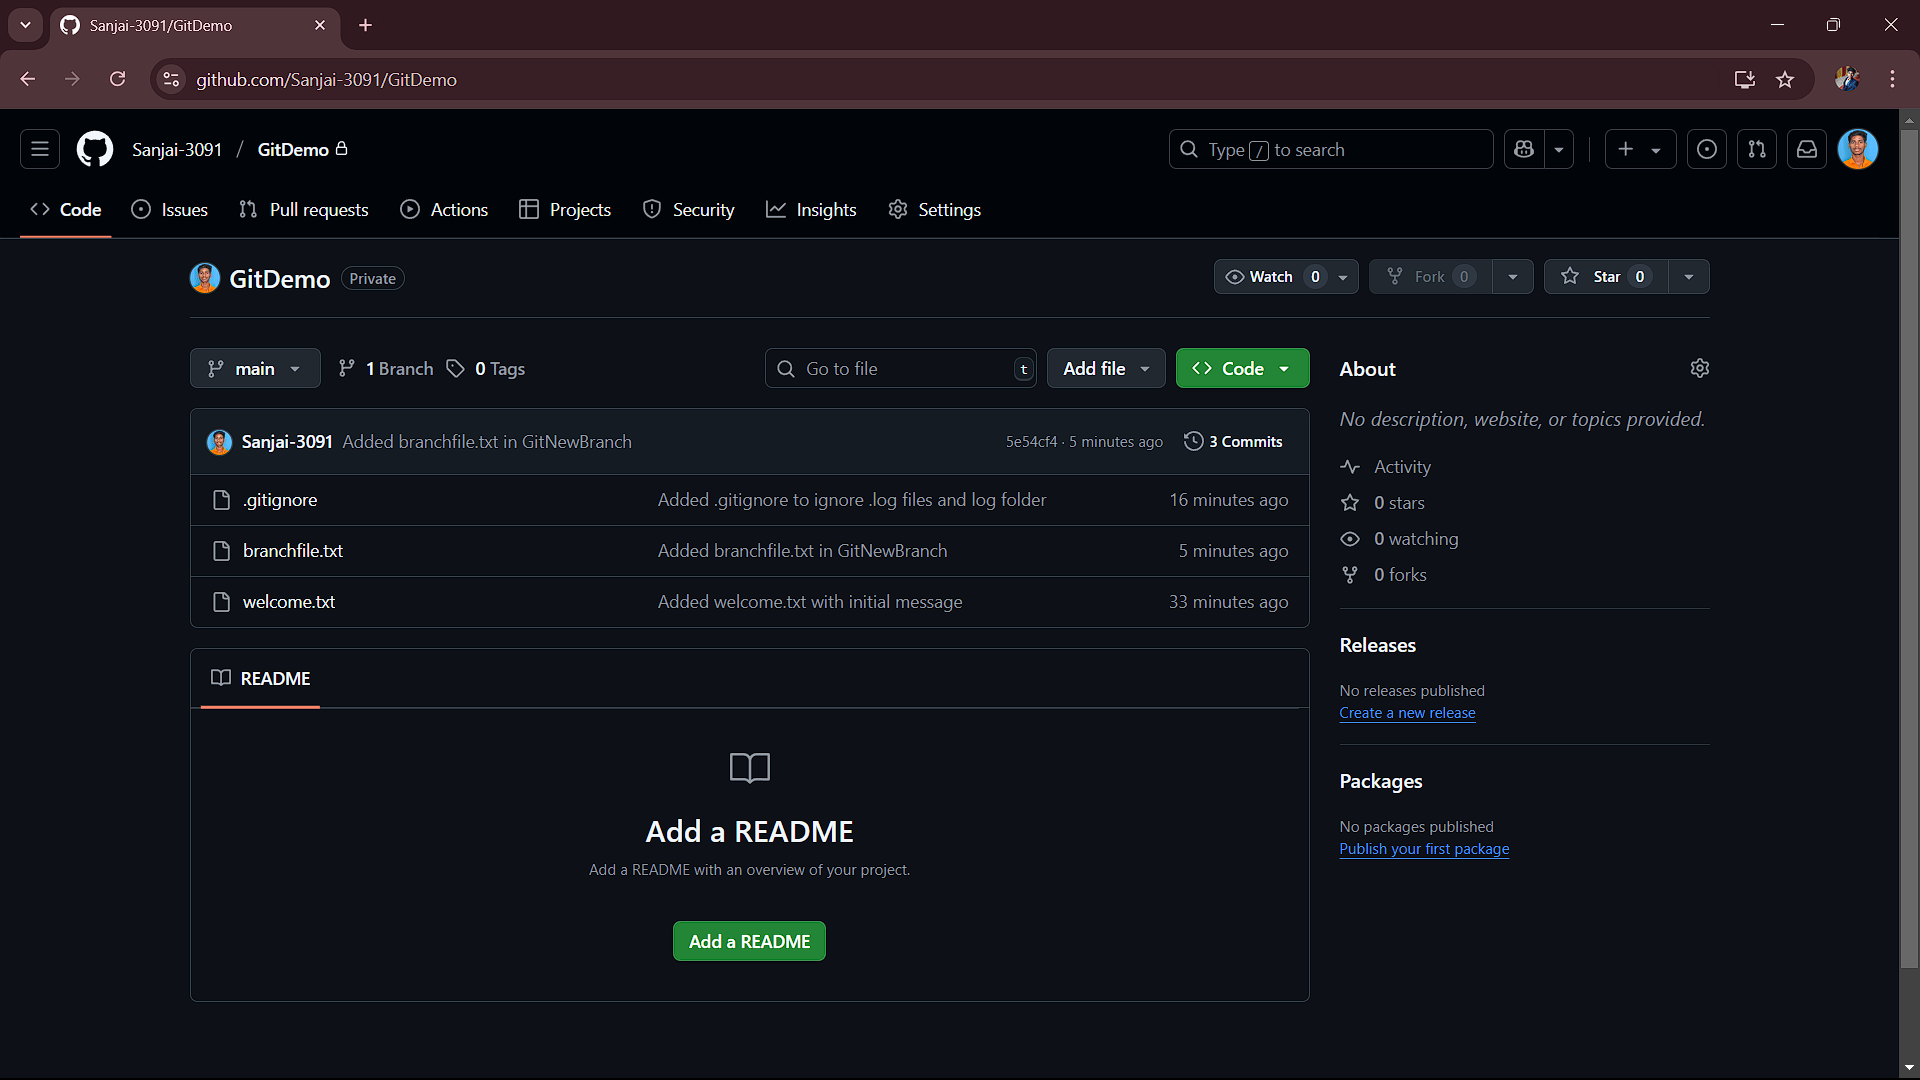 Sanjai-3091/GitDemo
github.com/Sanjai-3091/GitDemo
Sanjai-3091 / GitDemo
Type / to search
Code Issues Pull requests Actions Projects Security Insights Settings
GitDemo Private
Watch 0 Fork 0 Star 0
main 1 Branch 0 Tags
Go to file t
Add file Code
Sanjai-3091 Added branchfile.txt in GitNewBranch 5e54cf4 · 5 minutes ago 3 Commits
.gitignore Added .gitignore to ignore .log files and log folder 16 minutes ago
branchfile.txt Added branchfile.txt in GitNewBranch 5 minutes ago
welcome.txt Added welcome.txt with initial message 33 minutes ago
README
Add a README
Add a README with an overview of your project.
Add a README
About
No description, website, or topics provided.
Activity
0 stars
0 watching
0 forks
Releases
No releases published
Create a new release
Packages
No packages published
Publish your first package